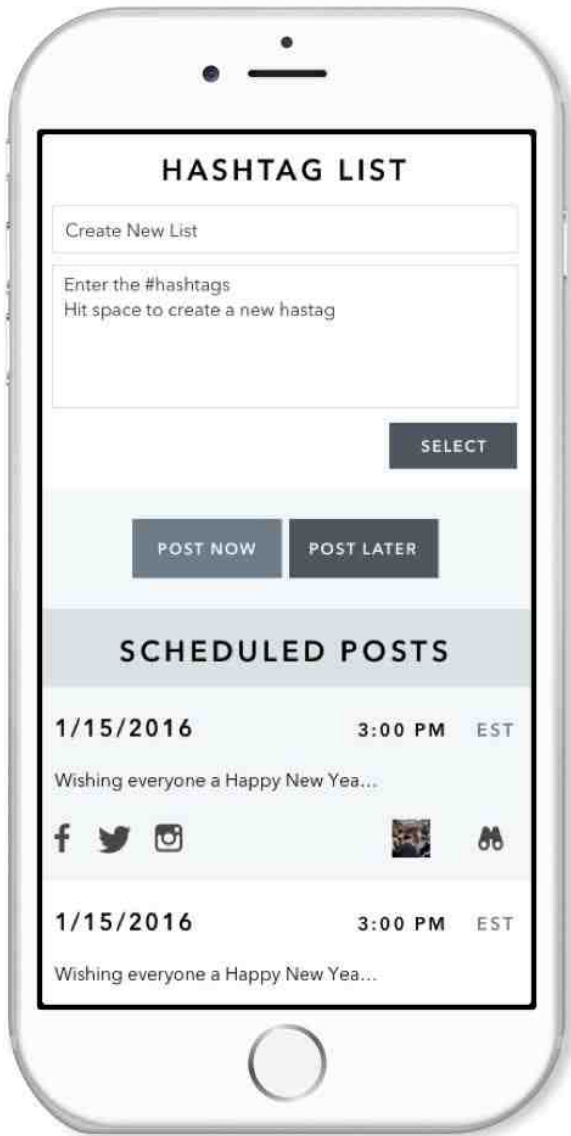 HASHTAG LIST
Create New List
Enter the #hashtags
Hit space to create a new hastag
SELECT
POST NOW POST LATER
SCHEDULED POSTS
1/15/2016 3:00 PM EST
Wishing everyone a Happy New Yea...
1/15/2016 3:00 PM EST
Wishing everyone a Happy New Yea...